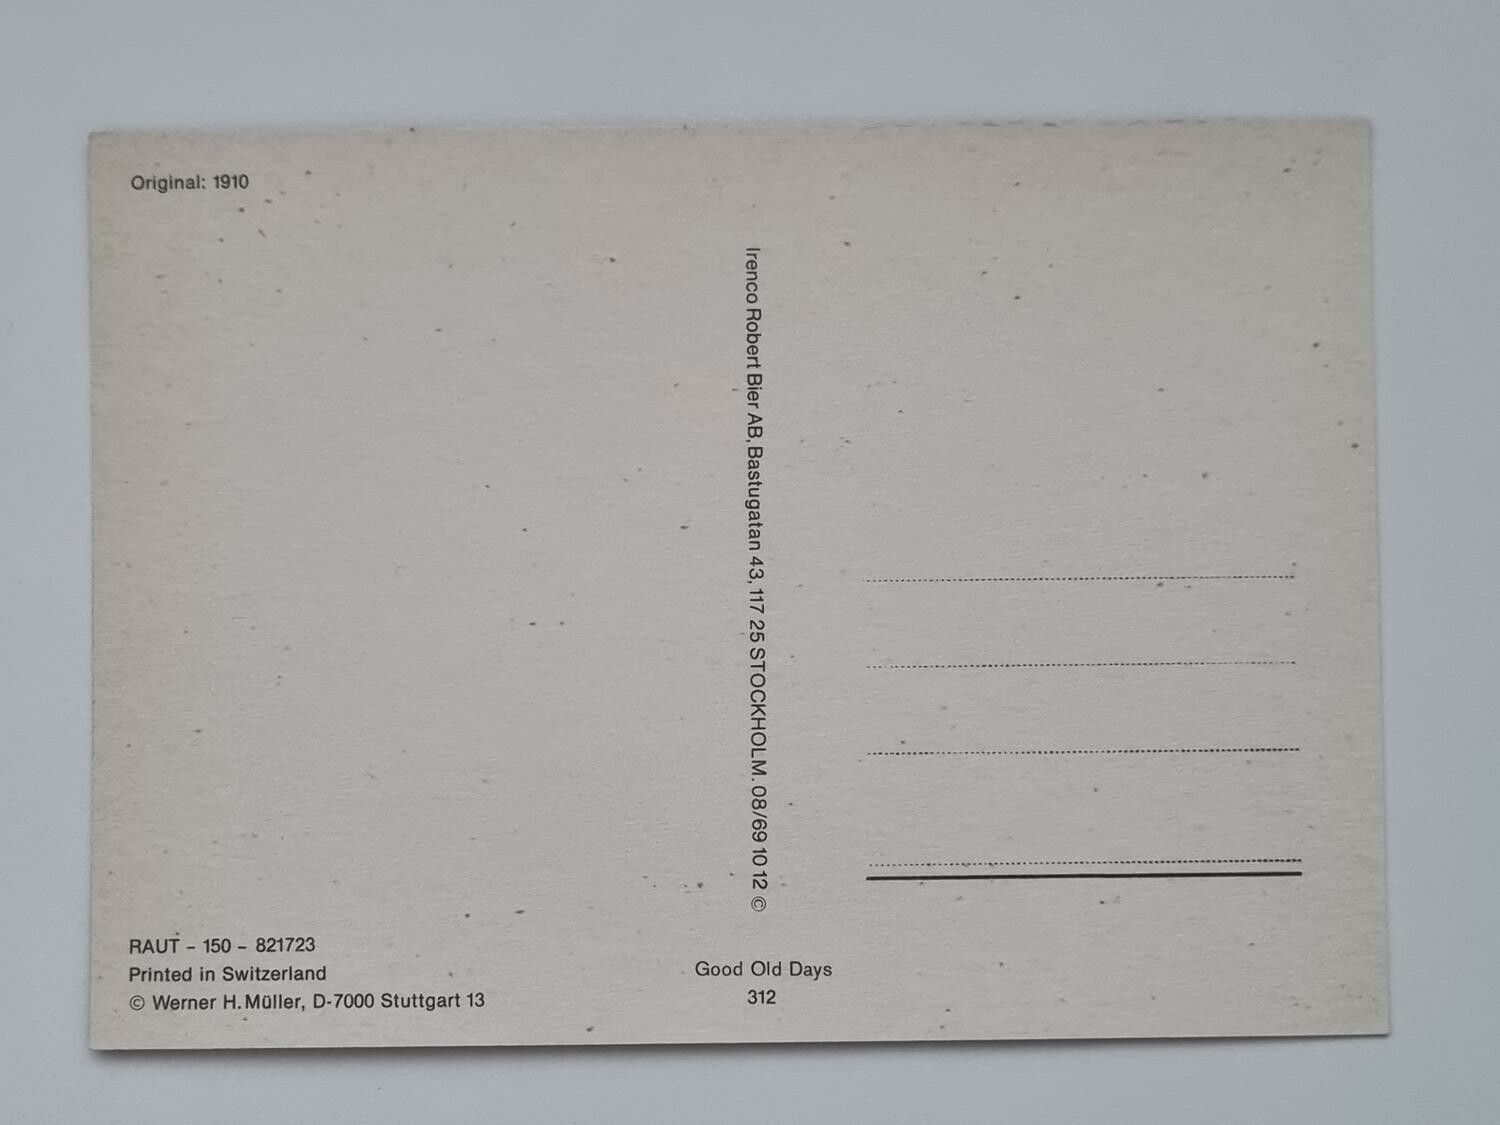 Original: 1910
Irenco Robert Bier AB, Bastugatan 43, 117 25 STOCKHOLM. 08/69 10 12 ©
RAUT - 150 - 821723
Printed in Switzerland
© Werner H. Müller, D-7000 Stuttgart 13
Good Old Days
312